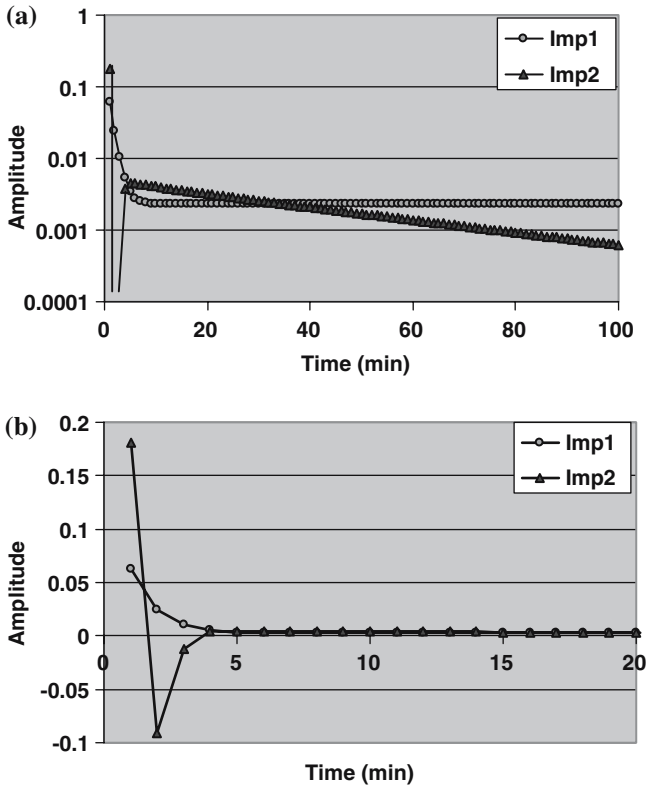 (a)
1
0.1
0.01
0.001
0.0001
Amplitude
Imp1
Imp2
0 20 40 60 80 100
Time (min)
(b)
0.2
0.15
0.1
0.05
0
-0.05
-0.1
Amplitude
Imp1
Imp2
0 5 10 15 20
Time (min)